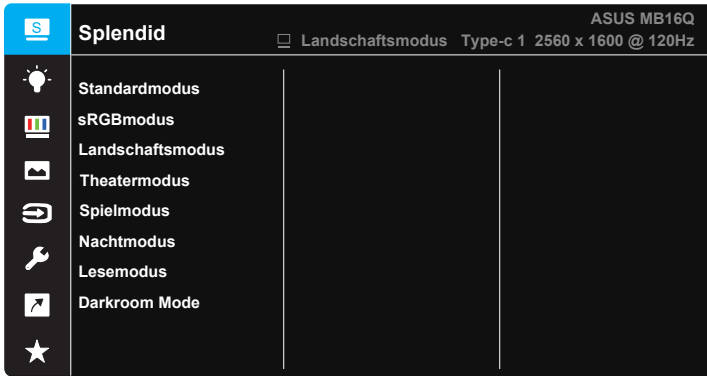 S
Splendid
ASUS MB16Q
Landschaftsmodus Type-c 1 2560 x 1600 @ 120Hz
Standardmodus
sRGBmodus
Landschaftsmodus
Theatermodus
Spielmodus
Nachtmodus
Lesemodus
Darkroom Mode